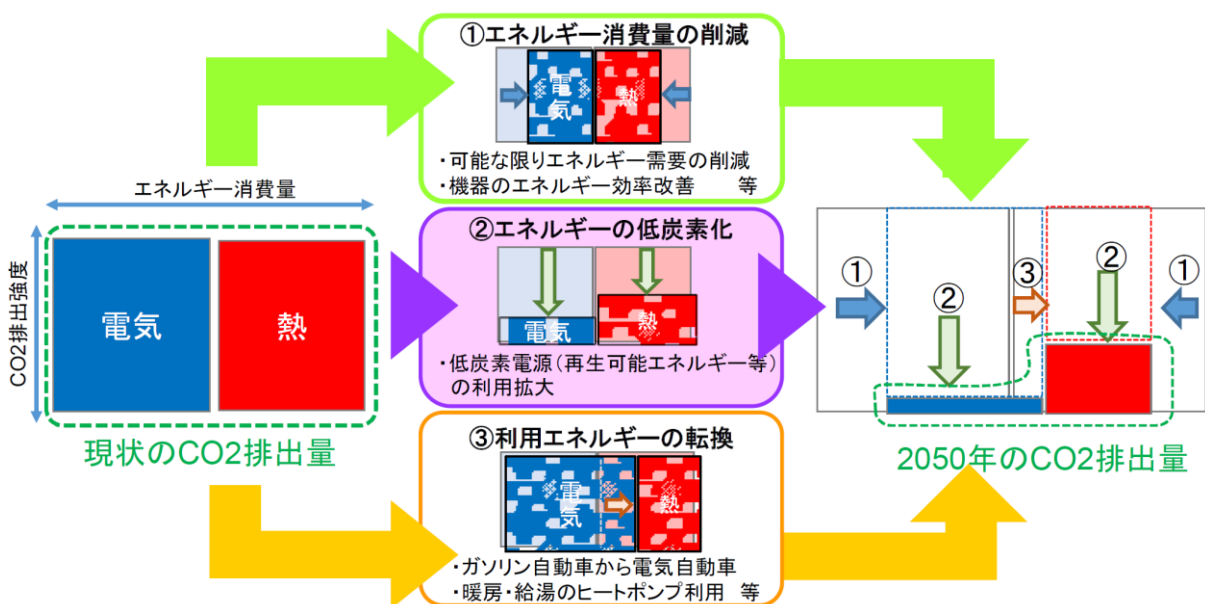 ①エネルギー消費量の削減
電気
熱
・可能な限りエネルギー需要の削減
・機器のエネルギー効率改善　等
エネルギー消費量
CO2排出強度
電気
熱
現状のCO2排出量
②エネルギーの低炭素化
電気
熱
・低炭素電源(再生可能エネルギー等)
の利用拡大
③利用エネルギーの転換
電気
熱
・ガソリン自動車から電気自動車
・暖房・給湯のヒートポンプ利用　等
①
②
③
②
①
2050年のCO2排出量